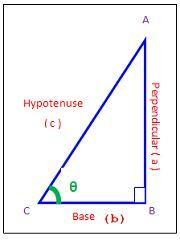 A
Hypotenuse
( c )
Perpendicular ( a )
θ
C
B
Base (b)